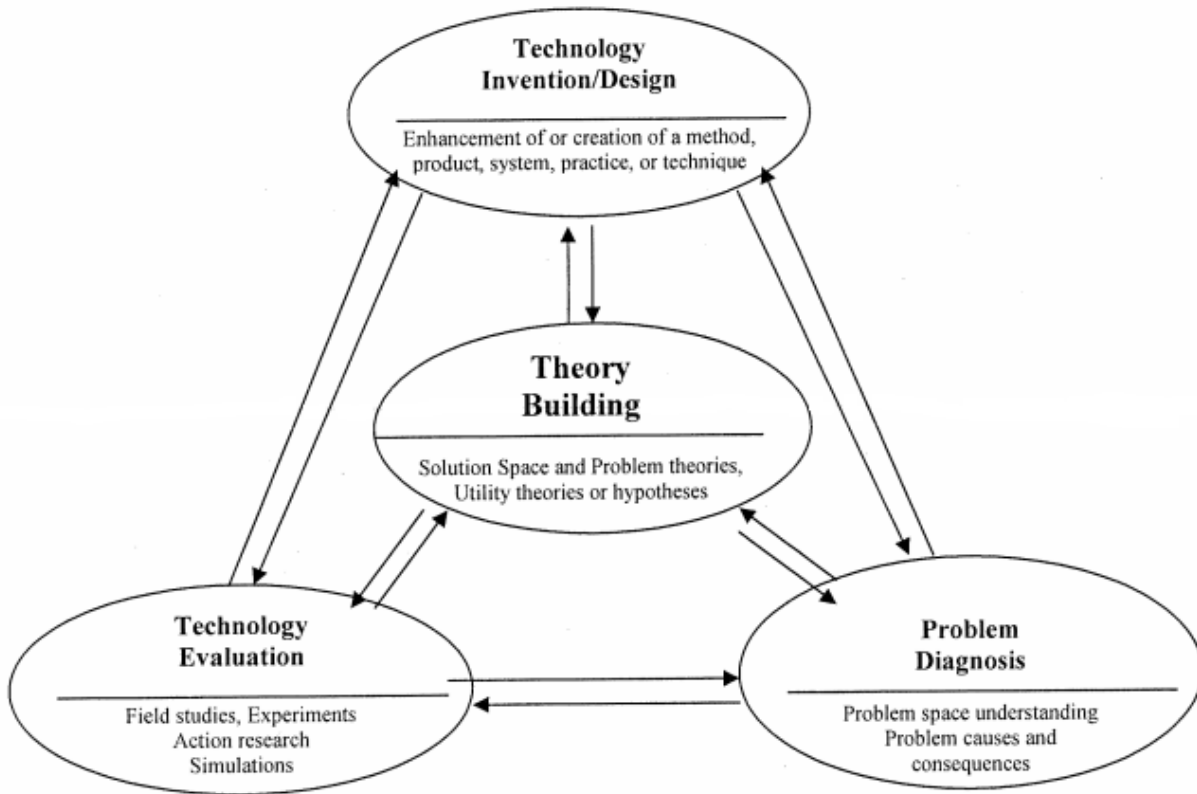 Technology
Invention/Design
Enhancement of or creation of a method,
product, system, practice, or technique
Theory
Building
Solution Space and Problem theories,
Utility theories or hypotheses
Technology
Evaluation
Field studies, Experiments
Action research
Simulations
Problem
Diagnosis
Problem space understanding
Problem causes and
consequences